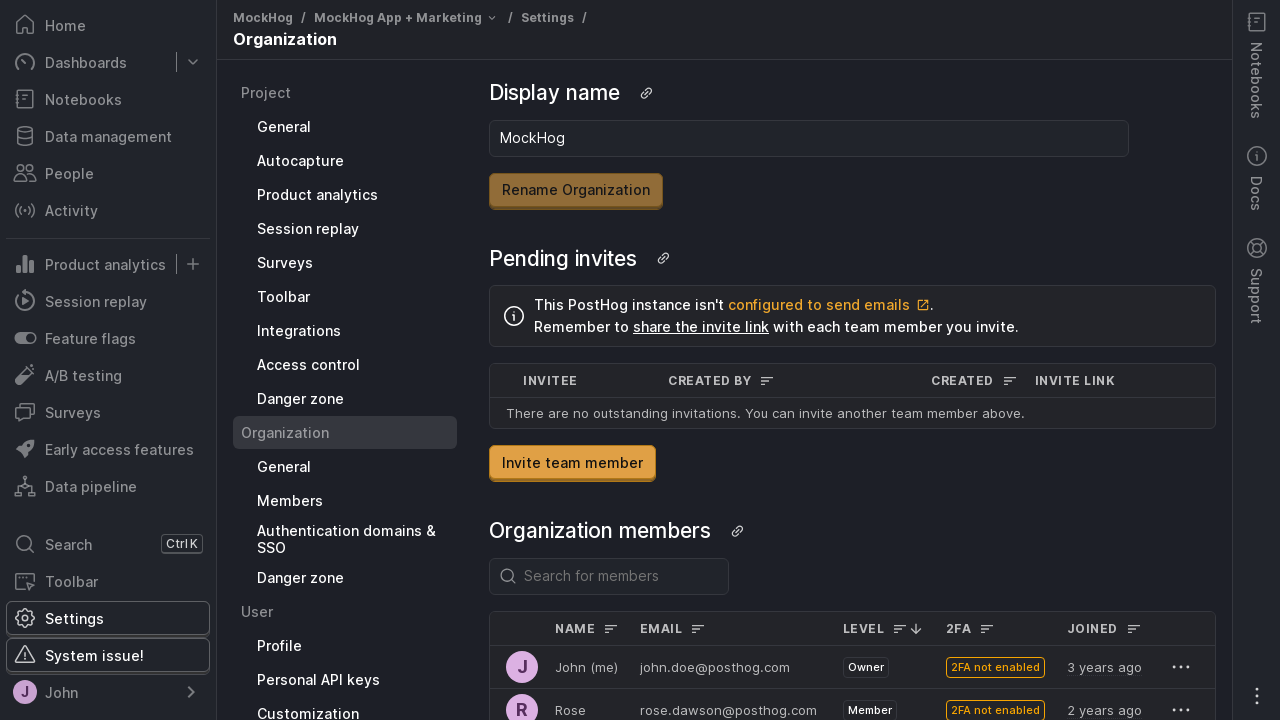 Home
Dashboards
Notebooks
Data management
People
Activity
Product analytics
Session replay
Feature flags
A/B testing
Surveys
Early access features
Data pipeline
Search Ctrl K
Toolbar
Settings
System issue!
J John
MockHog / MockHog App + Marketing / Settings /
Organization
Project
General
Autocapture
Product analytics
Session replay
Surveys
Toolbar
Integrations
Access control
Danger zone
Organization
General
Members
Authentication domains &
SSO
Danger zone
User
Profile
Personal API keys
Customization
Display name
MockHog
Rename Organization
Pending invites
This PostHog instance isn't configured to send emails .
Remember to share the invite link with each team member you invite.
INVITEE CREATED BY CREATED INVITE LINK
There are no outstanding invitations. You can invite another team member above.
Invite team member
Organization members
Search for members
NAME EMAIL LEVEL 2FA JOINED
J John (me) john.doe@posthog.com Owner 2FA not enabled 3 years ago
R Rose rose.dawson@posthog.com Member 2FA not enabled 2 years ago
Notebooks
Docs
Support